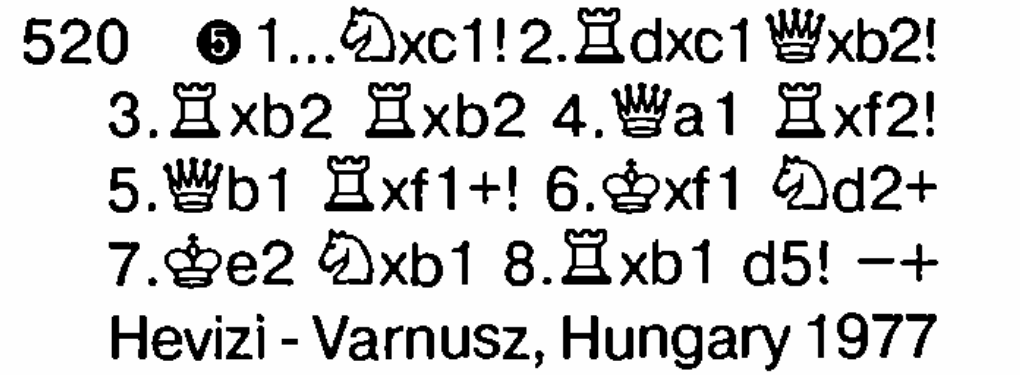 520 ❺ 1...♘xc1! 2.♖dxc1 ♕xb2!
3.♖xb2 ♖xb2 4.♕a1 ♖xf2!
5.♕b1 ♖xf1+! 6.♔xf1 ♘d2+
7.♔e2 ♘xb1 8.♖xb1 d5! −+
Hevizi - Varnusz, Hungary 1977